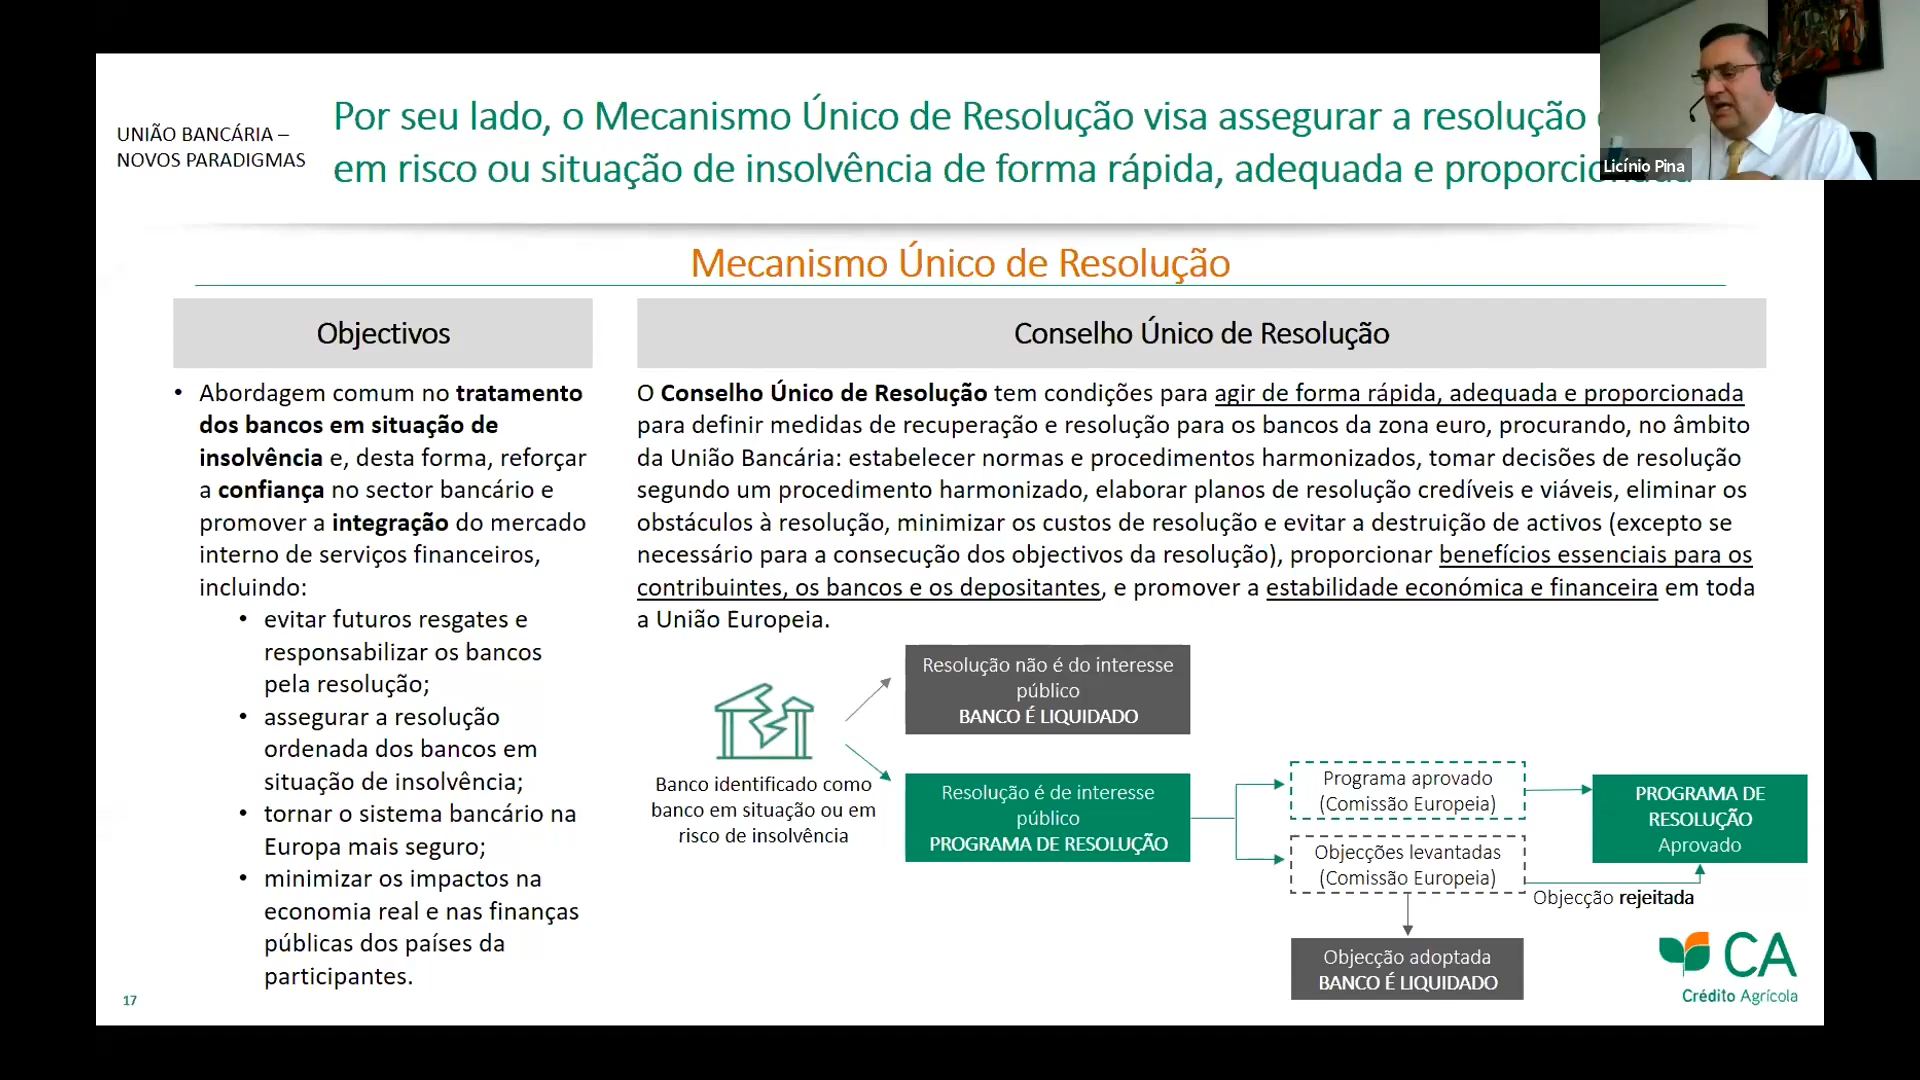 UNIÃO BANCÁRIA –
NOVOS PARADIGMAS
Por seu lado, o Mecanismo Único de Resolução visa assegurar a resolução
em risco ou situação de insolvência de forma rápida, adequada e proporcionada
Licínio Pina
Mecanismo Único de Resolução
Objectivos
• Abordagem comum no tratamento
dos bancos em situação de
insolvência e, desta forma, reforçar
a confiança no sector bancário e
promover a integração do mercado
interno de serviços financeiros,
incluindo:
• evitar futuros resgates e
responsabilizar os bancos
pela resolução;
• assegurar a resolução
ordenada dos bancos em
situação de insolvência;
• tornar o sistema bancário na
Europa mais seguro;
• minimizar os impactos na
economia real e nas finanças
públicas dos países da
participantes.
Conselho Único de Resolução
O Conselho Único de Resolução tem condições para agir de forma rápida, adequada e proporcionada
para definir medidas de recuperação e resolução para os bancos da zona euro, procurando, no âmbito
da União Bancária: estabelecer normas e procedimentos harmonizados, tomar decisões de resolução
segundo um procedimento harmonizado, elaborar planos de resolução credíveis e viáveis, eliminar os
obstáculos à resolução, minimizar os custos de resolução e evitar a destruição de activos (excepto se
necessário para a consecução dos objectivos da resolução), proporcionar benefícios essenciais para os
contribuintes, os bancos e os depositantes, e promover a estabilidade económica e financeira em toda
a União Europeia.
Banco identificado como
banco em situação ou em
risco de insolvência
Resolução não é do interesse
público
BANCO É LIQUIDADO
Resolução é de interesse
público
PROGRAMA DE RESOLUÇÃO
Programa aprovado
(Comissão Europeia)
Objecções levantadas
(Comissão Europeia)
PROGRAMA DE
RESOLUÇÃO
Aprovado
Objecção rejeitada
Objecção adoptada
BANCO É LIQUIDADO
CA
Crédito Agrícola
17